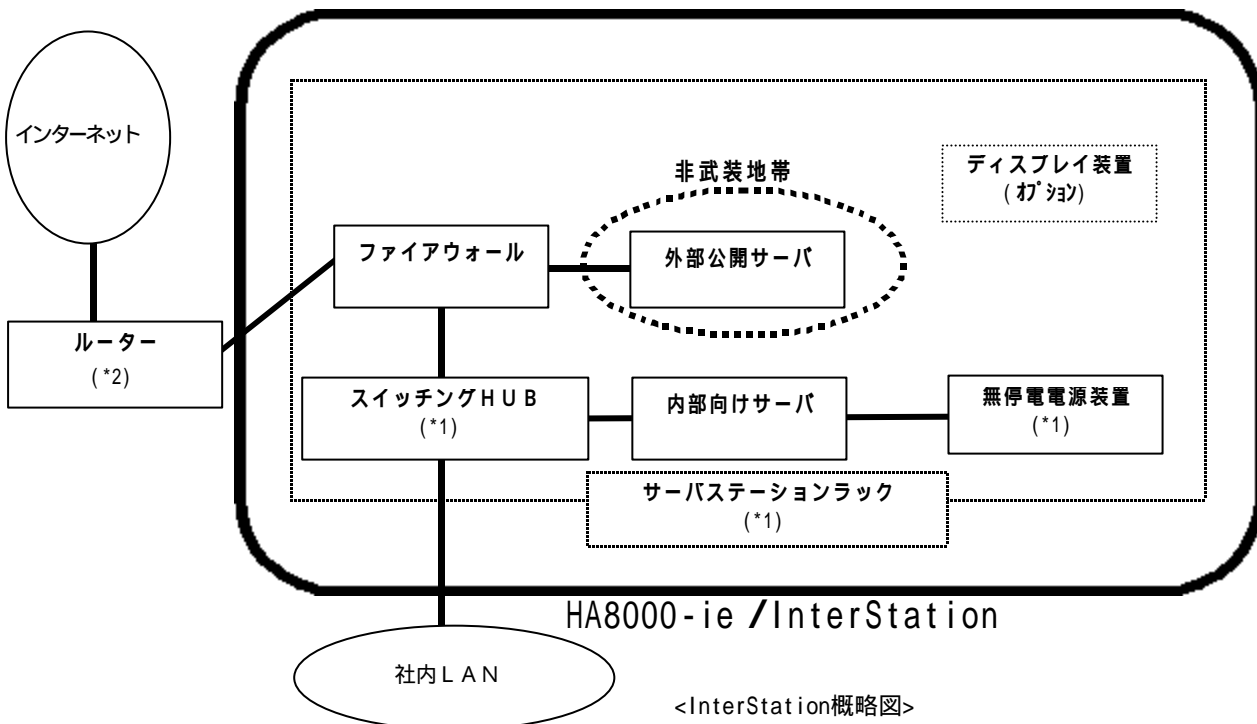 インターネット
ディスプレイ装置
(ｵﾌﾟｼｮﾝ)
非武装地帯
ファイアウォール
外部公開サーバ
ルーター
(*2)
スイッチングＨＵＢ
(*1)
内部向けサーバ
無停電電源装置
(*1)
サーバステーションラック
(*1)
HA8000-ie /InterStation
社内ＬＡＮ
<InterStation概略図>